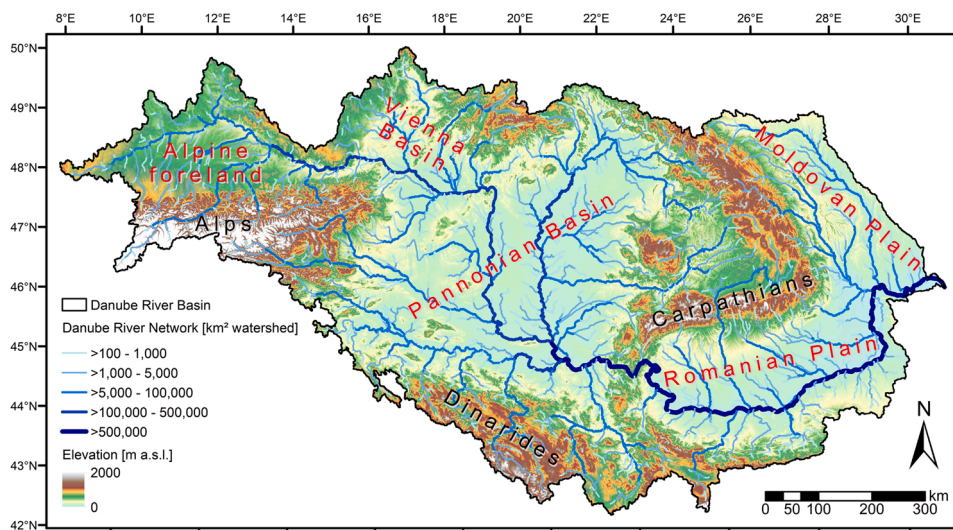 8°E 10°E 12°E 14°E 16°E 18°E 20°E 22°E 24°E 26°E 28°E 30°E
50°N
49°N
48°N
47°N
46°N
45°N
44°N
43°N
42°N
Vienna
Basin
Moldovan Plain
Alpine
foreland
Alps
Pannonian Basin
Carpathians
Romanian Plain
Dinarides
Danube River Basin
Danube River Network [km² watershed]
>100 - 1,000
>1,000 - 5,000
>5,000 - 100,000
>100,000 - 500,000
>500,000
Elevation [m a.s.l.]
2000
0
N
km
0 50 100 200 300